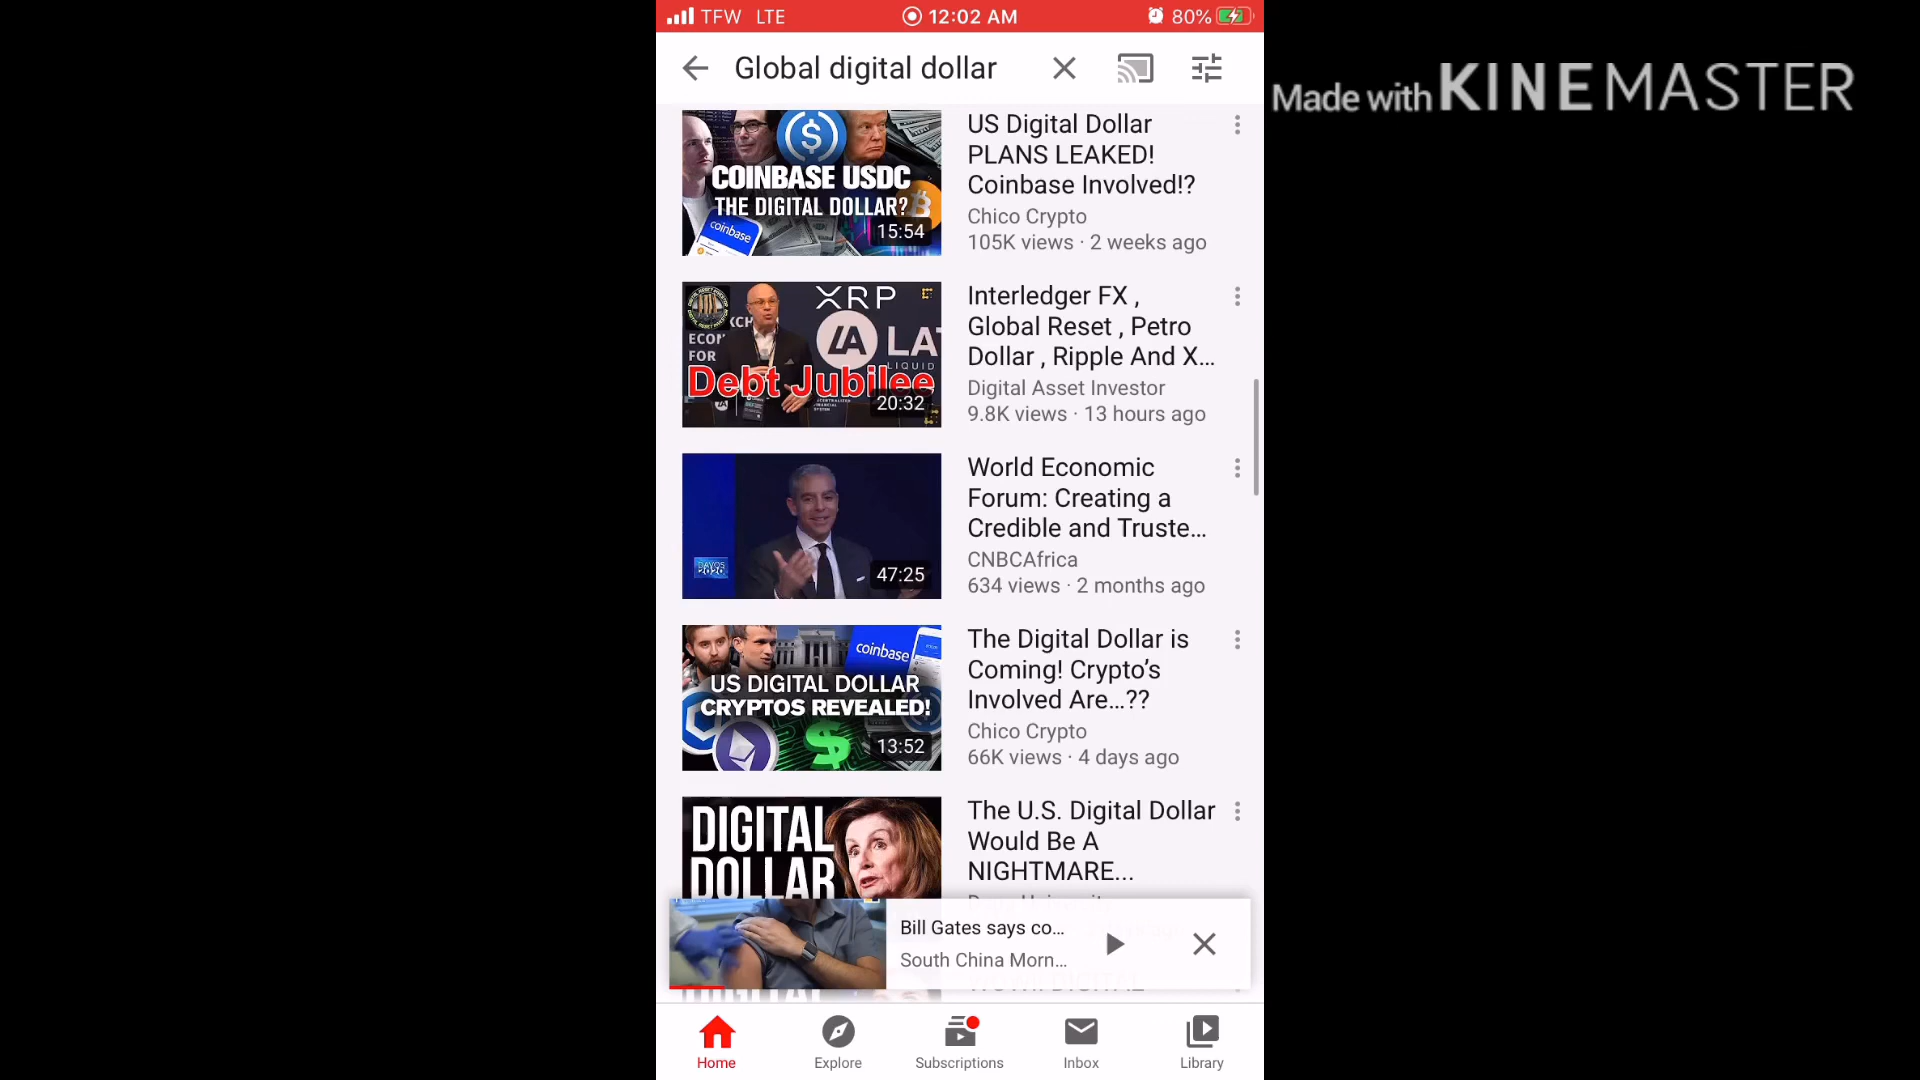 TFW LTE 12:02 AM 80%
Global digital dollar
Made with KINEMASTER
COINBASE USDC
THE DIGITAL DOLLAR?
coinbase
15:54
US Digital Dollar
PLANS LEAKED!
Coinbase Involved!?
Chico Crypto
105K views · 2 weeks ago
XRP
ECON
FOR
LIQUID
Debt Jubilee
20:32
Interledger FX ,
Global Reset , Petro
Dollar , Ripple And X...
Digital Asset Investor
9.8K views · 13 hours ago
DAVOS
2020
47:25
World Economic
Forum: Creating a
Credible and Truste...
CNBCAfrica
634 views · 2 months ago
coinbase
US DIGITAL DOLLAR
CRYPTOS REVEALED!
13:52
The Digital Dollar is
Coming! Crypto's
Involved Are...??
Chico Crypto
66K views · 4 days ago
DIGITAL
DOLLAR
The U.S. Digital Dollar
Would Be A
NIGHTMARE...
Bill Gates says co...
South China Morn...
Home
Explore
Subscriptions
Inbox
Library